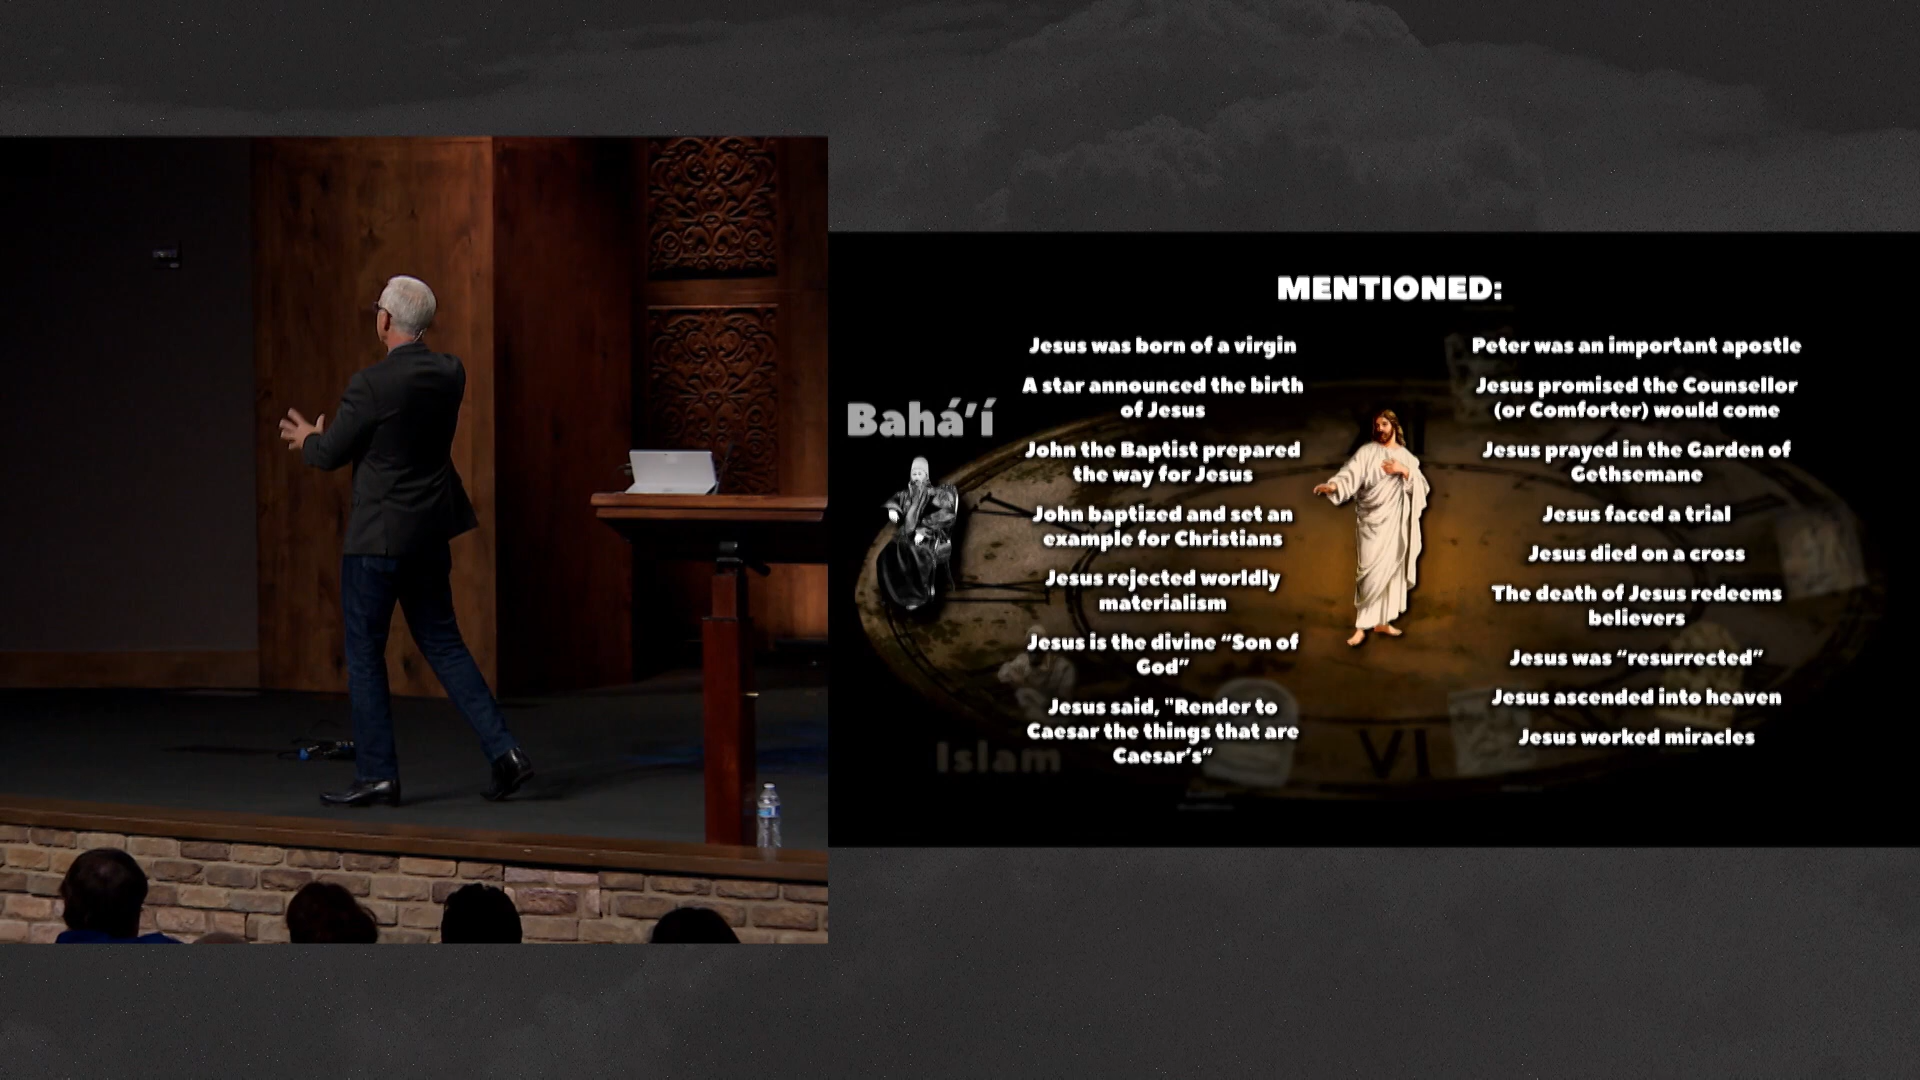 MENTIONED:
Bahá’í
Islam
VI
Jesus was born of a virgin
A star announced the birth
of Jesus
John the Baptist prepared
the way for Jesus
John baptized and set an
example for Christians
Jesus rejected worldly
materialism
Jesus is the divine “Son of
God”
Jesus said, "Render to
Caesar the things that are
Caesar’s”
Peter was an important apostle
Jesus promised the Counsellor
(or Comforter) would come
Jesus prayed in the Garden of
Gethsemane
Jesus faced a trial
Jesus died on a cross
The death of Jesus redeems
believers
Jesus was “resurrected”
Jesus ascended into heaven
Jesus worked miracles